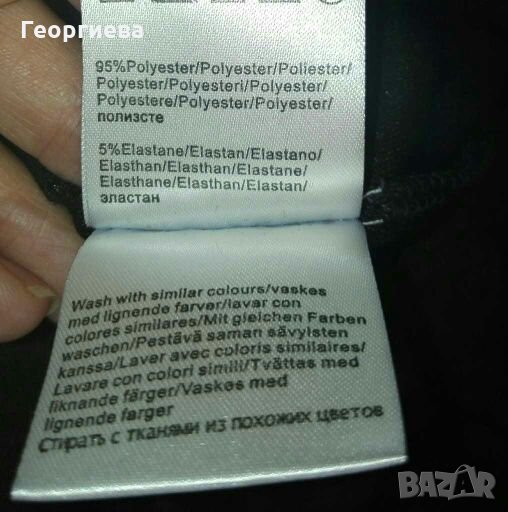 Георгиева
95%Polyester/Polyester/Poliester/
Polyester/Polyesteri/Polyester/
Polyestere/Polyester/Polyester/
полиэсте
5%Elastane/Elastan/Elastano/
Elasthan/Elasthan/Elastane/
Elasthane/Elasthan/Elastan/
эластан
Wash with similar colours/vaskes
med lignende farver/lavar con
colores similares/Mit gleichen Farben
waschen/Pestävä saman sävyisten
kanssa/Laver avec coloris similaires/
Lavare con colori simili/Tvättas med
liknande färger/Vaskes med
lignende farger
Стирать с тканями из похожих цветов
BAZAR